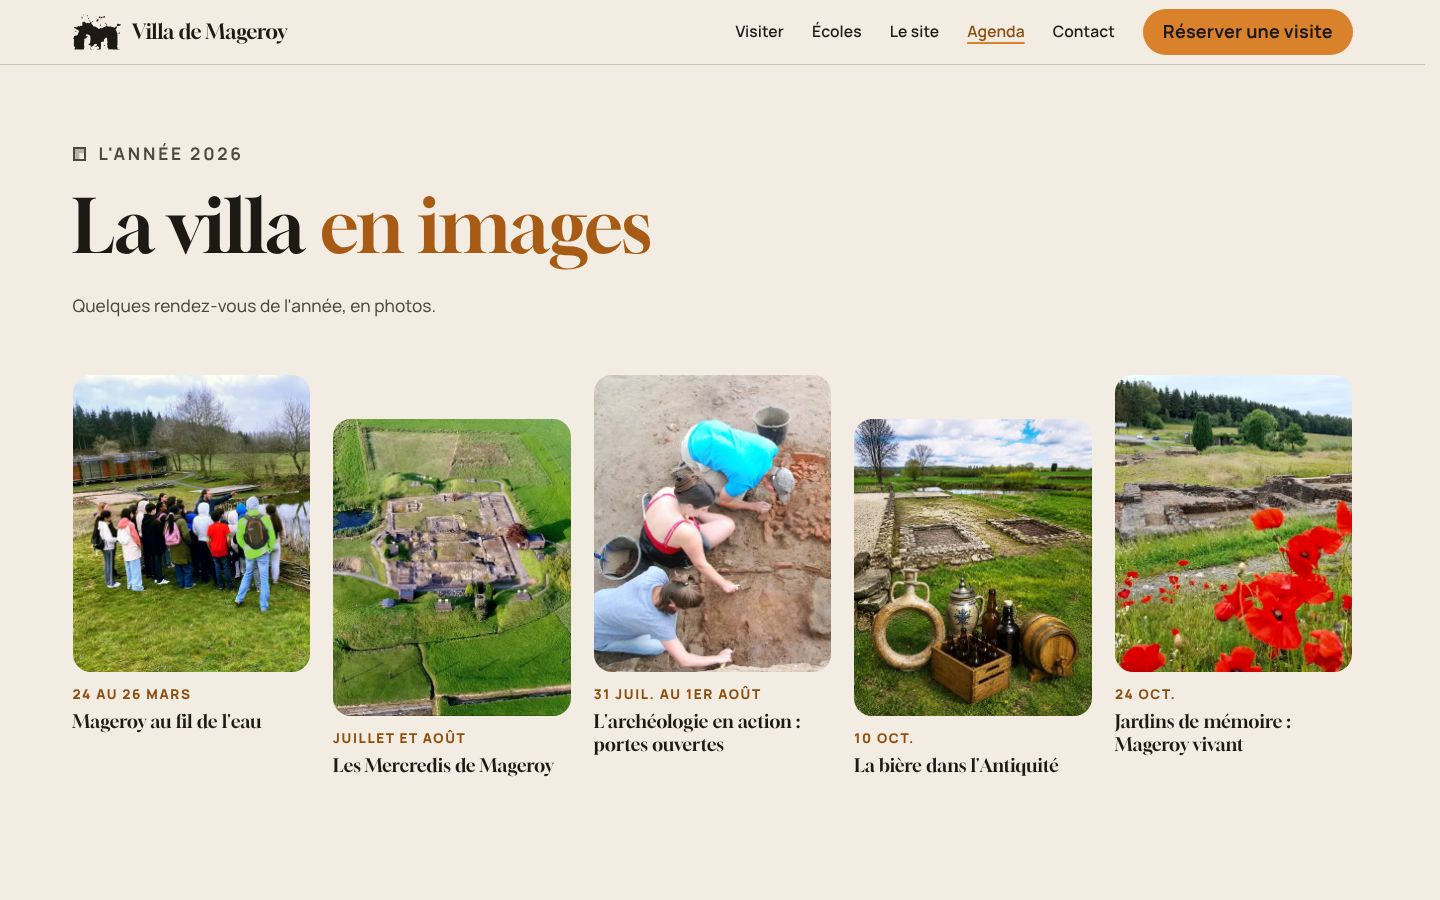 Villa de Mageroy
Visiter
Écoles
Le site
Agenda
Contact
Réserver une visite
L'ANNÉE 2026
La villa en images
Quelques rendez-vous de l'année, en photos.
24 AU 26 MARS
Mageroy au fil de l'eau
JUILLET ET AOÛT
Les Mercredis de Mageroy
31 JUIL. AU 1ER AOÛT
L'archéologie en action :
portes ouvertes
10 OCT.
La bière dans l'Antiquité
24 OCT.
Jardins de mémoire :
Mageroy vivant